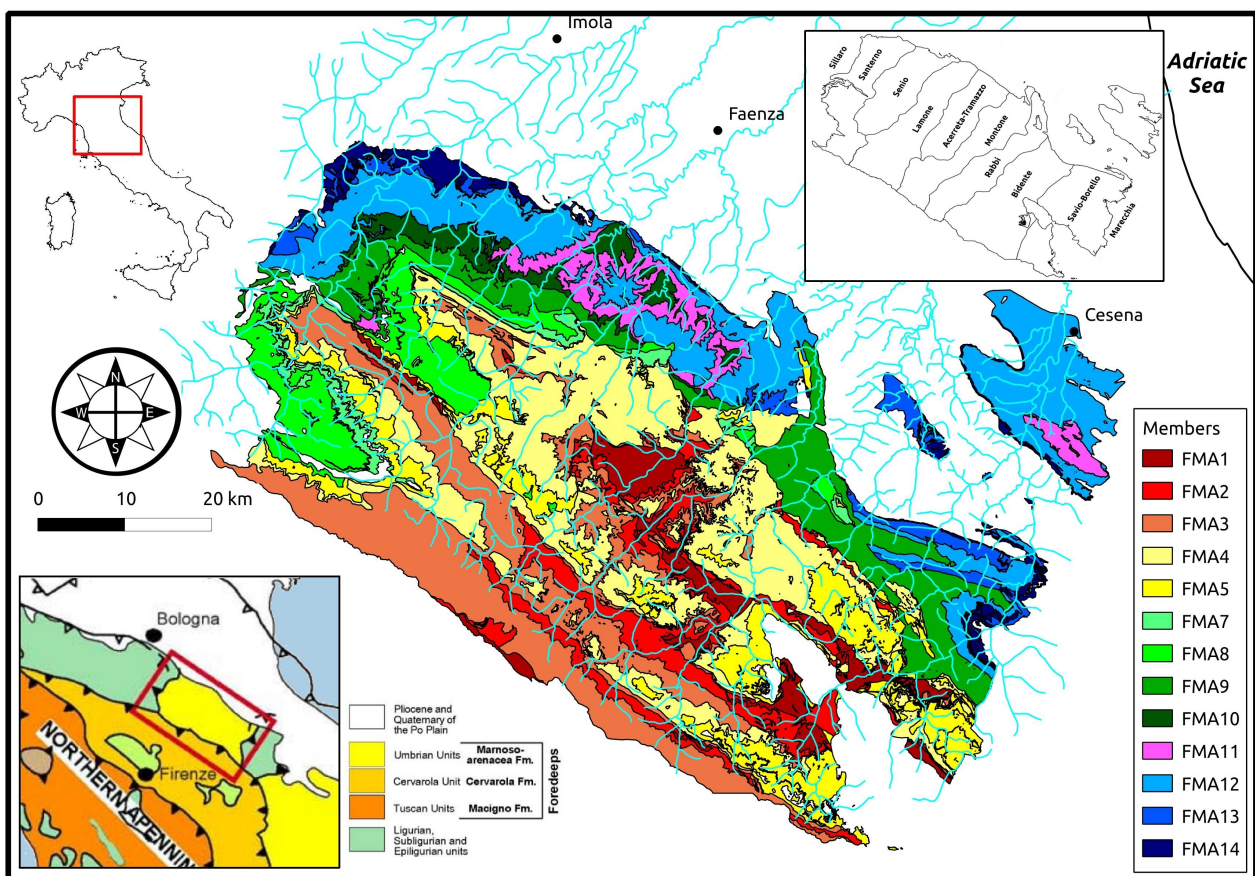 Imola
Faenza
Cesena
Adriatic
Sea
Sillaro
Santerno
Senio
Lamone
Acerreta-Tramazzo
Montone
Rabbi
Bidente
Savio-Borello
Marecchia
N
W
E
S
0 10 20 km
Members
FMA1
FMA2
FMA3
FMA4
FMA5
FMA7
FMA8
FMA9
FMA10
FMA11
FMA12
FMA13
FMA14
Bologna
Firenze
NORTHERN APENNIN
Pliocene and
Quaternary of
the Po Plain
Umbrian Units Marnoso-
arenacea Fm.
Cervarola Unit Cervarola Fm.
Tuscan Units Macigno Fm.
Foredeeps
Ligurian,
Subligurian and
Epiligurian units